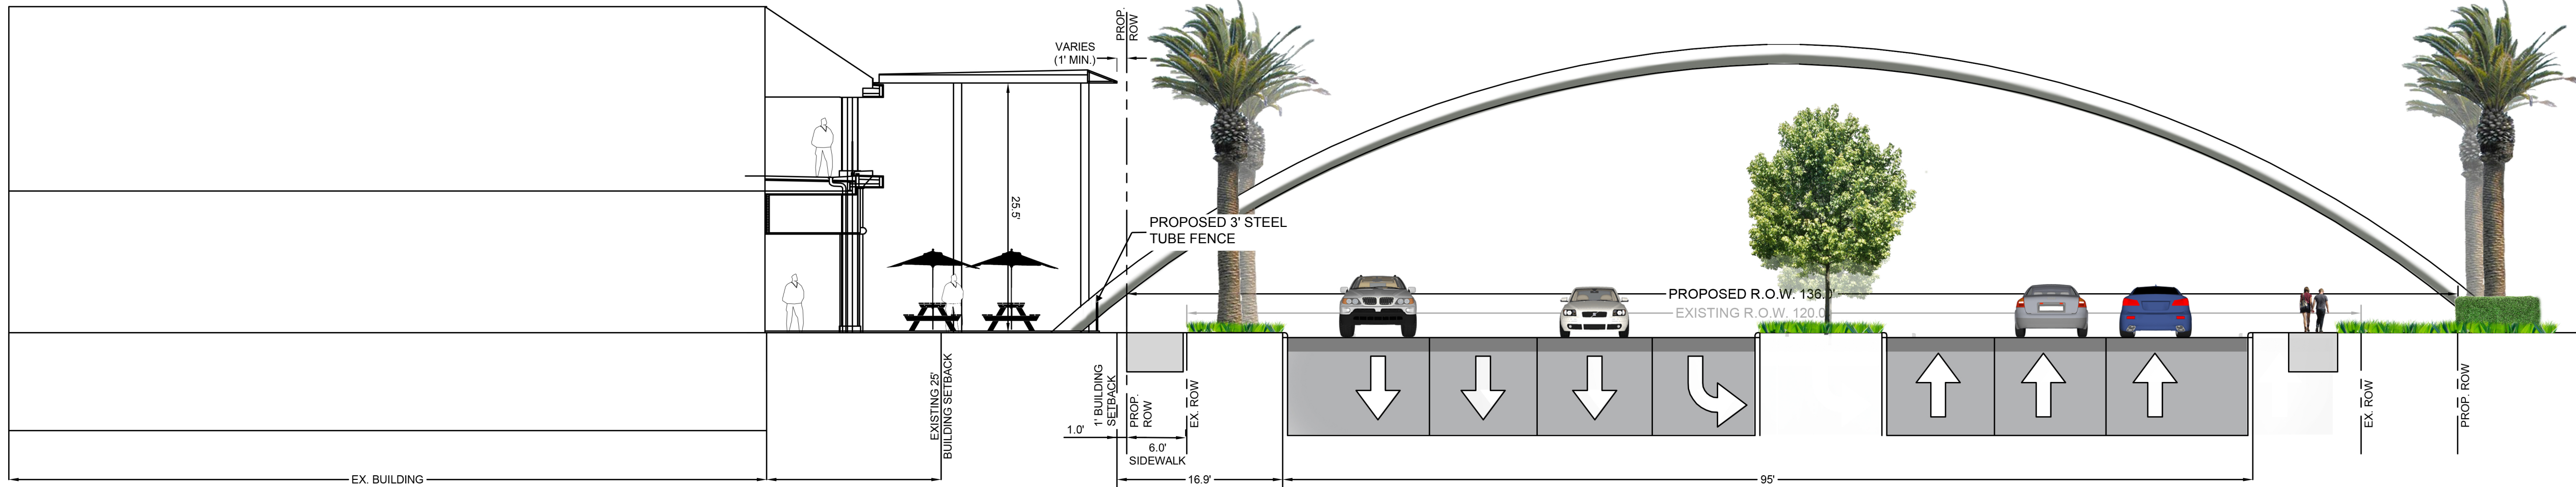 VARIES
(1' MIN.)
PROP.
ROW
25.5'
PROPOSED 3' STEEL
TUBE FENCE
PROPOSED R.O.W. 136.0'
EXISTING R.O.W. 120.0'
EXISTING 25'
BUILDING SETBACK
1' BUILDING
SETBACK
PROP.
ROW
EX. ROW
EX. ROW
PROP. ROW
1.0'
6.0'
SIDEWALK
EX. BUILDING
16.9'
95'